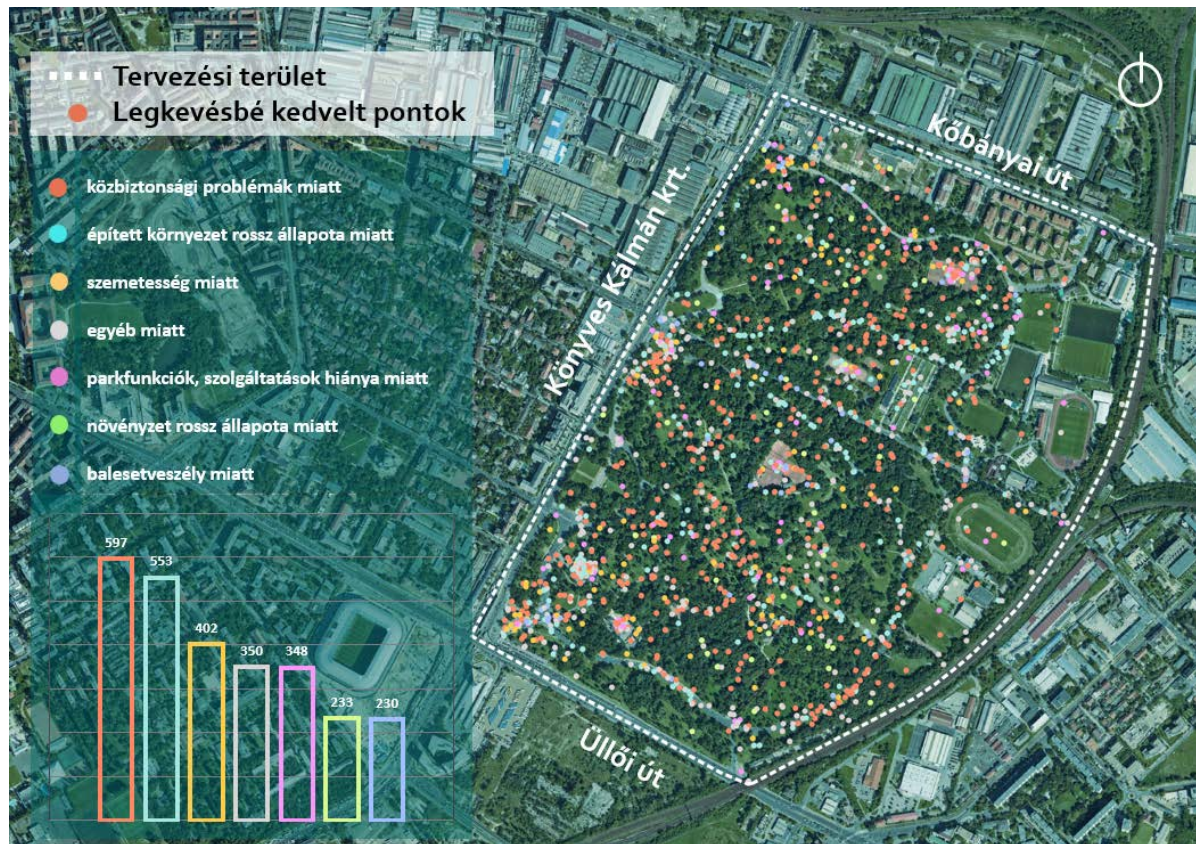 Tervezési terület
Legkevésbé kedvelt pontok
közbiztonsági problémák miatt
épített környezet rossz állapota miatt
szemetesség miatt
egyéb miatt
parkfunkciók, szolgáltatások hiánya miatt
növényzet rossz állapota miatt
balesetveszély miatt
597
553
402
350
348
233
230
Könyves Kálmán krt.
Kőbányai út
Üllői út